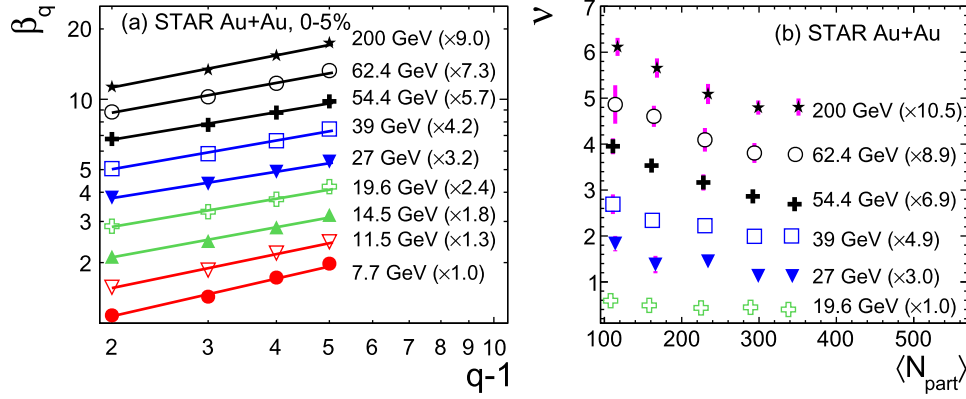 β_q
(a) STAR Au+Au, 0-5%
20
10
5
4
3
2
200 GeV (×9.0)
62.4 GeV (×7.3)
54.4 GeV (×5.7)
39 GeV (×4.2)
27 GeV (×3.2)
19.6 GeV (×2.4)
14.5 GeV (×1.8)
11.5 GeV (×1.3)
7.7 GeV (×1.0)
2 3 4 5 6 7 8 10
q-1
ν
(b) STAR Au+Au
7
6
5
4
3
2
1
200 GeV (×10.5)
62.4 GeV (×8.9)
54.4 GeV (×6.9)
39 GeV (×4.9)
27 GeV (×3.0)
19.6 GeV (×1.0)
100 200 300 400 500
⟨N_part⟩